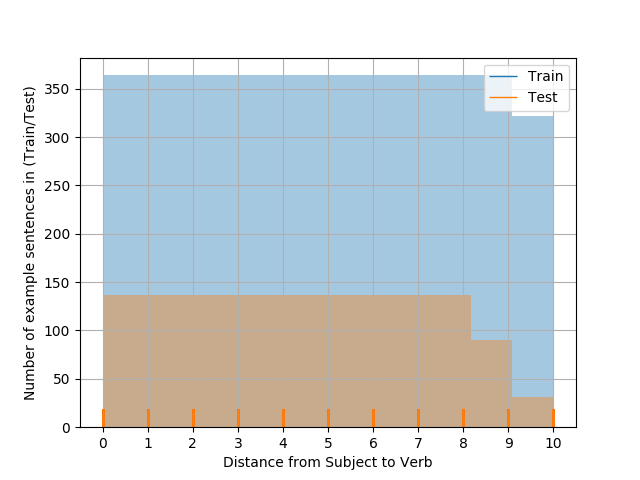 Number of example sentences in (Train/Test)
350
300
250
200
150
100
50
0
Train
Test
0 1 2 3 4 5 6 7 8 9 10
Distance from Subject to Verb